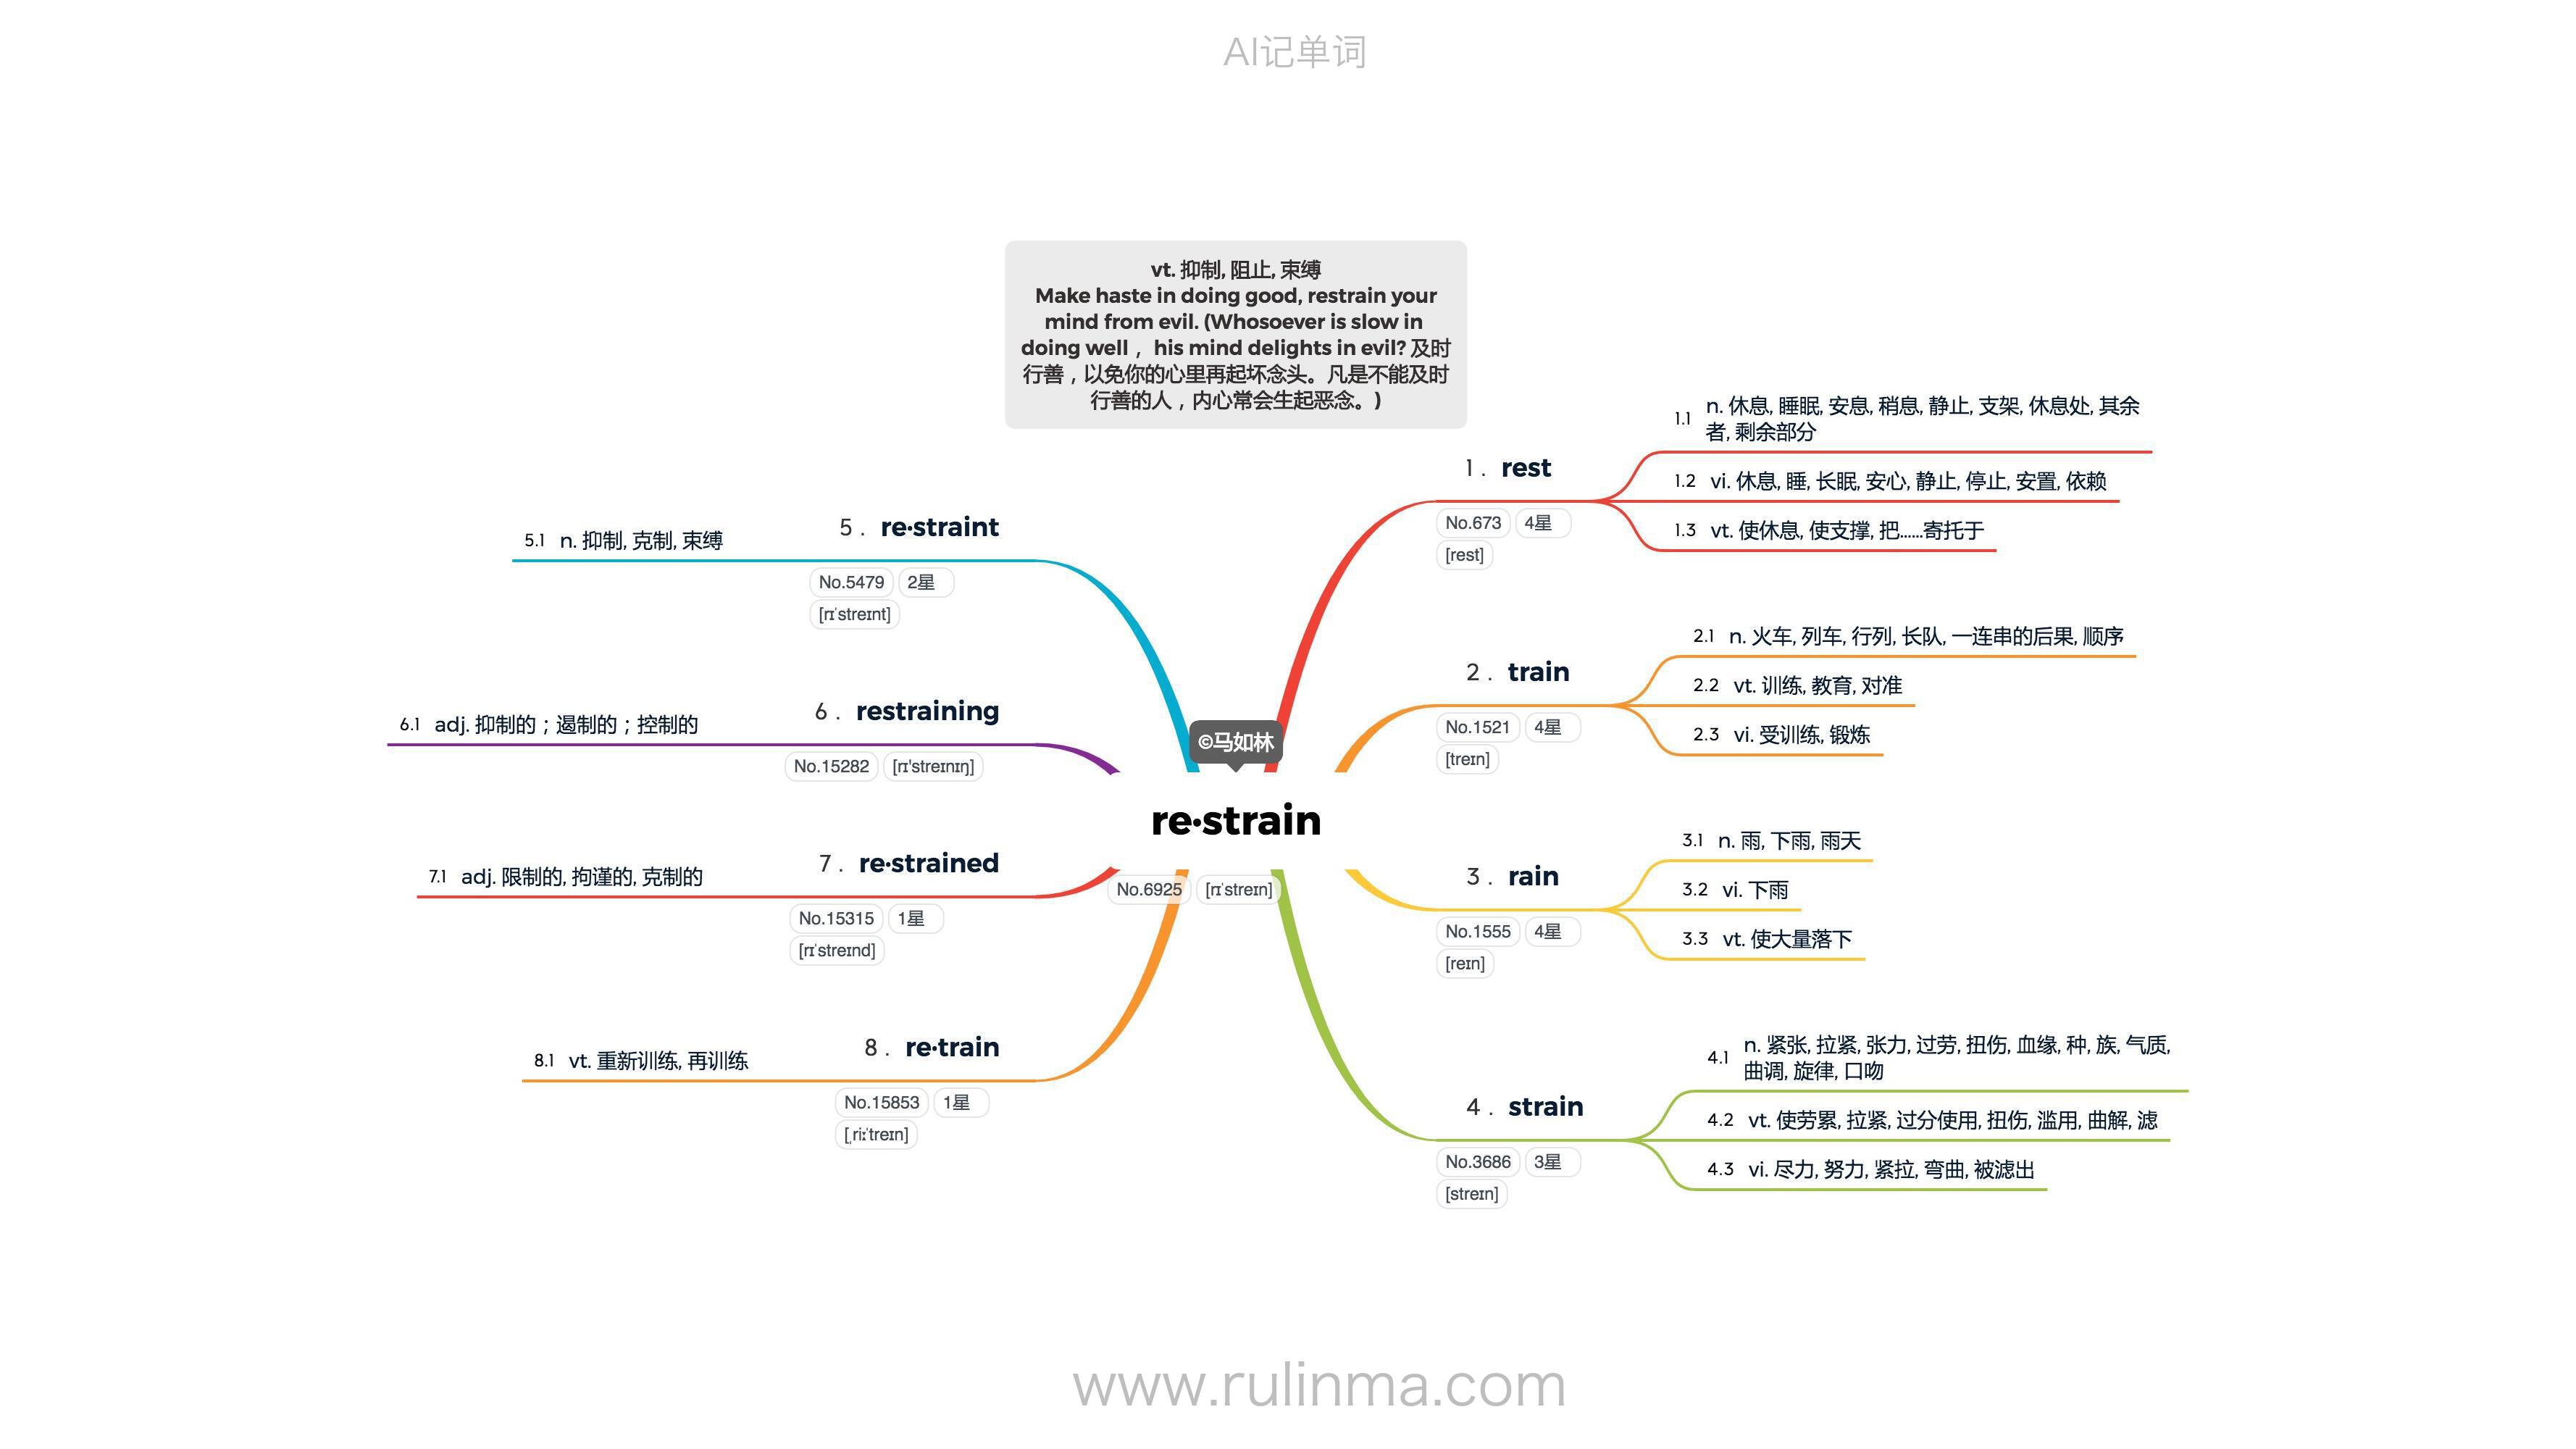 AI记单词
vt. 抑制, 阻止, 束缚
Make haste in doing good, restrain your
mind from evil. (Whosoever is slow in
doing well， his mind delights in evil? 及时
行善，以免你的心里再起坏念头。凡是不能及时
行善的人，内心常会生起恶念。)
©马如林
re·strain
No.6925 [rɪˈstreɪn]
1. rest
No.673 4星
[rest]
1.1 n. 休息, 睡眠, 安息, 稍息, 静止, 支架, 休息处, 其余
者, 剩余部分
1.2 vi. 休息, 睡, 长眠, 安心, 静止, 停止, 安置, 依赖
1.3 vt. 使休息, 使支撑, 把……寄托于
2. train
No.1521 4星
[treɪn]
2.1 n. 火车, 列车, 行列, 长队, 一连串的后果, 顺序
2.2 vt. 训练, 教育, 对准
2.3 vi. 受训练, 锻炼
3. rain
No.1555 4星
[reɪn]
3.1 n. 雨, 下雨, 雨天
3.2 vi. 下雨
3.3 vt. 使大量落下
4. strain
No.3686 3星
[streɪn]
4.1 n. 紧张, 拉紧, 张力, 过劳, 扭伤, 血缘, 种, 族, 气质,
曲调, 旋律, 口吻
4.2 vt. 使劳累, 拉紧, 过分使用, 扭伤, 滥用, 曲解, 滤
4.3 vi. 尽力, 努力, 紧拉, 弯曲, 被滤出
5. re·straint
No.5479 2星
[rɪˈstreɪnt]
5.1 n. 抑制, 克制, 束缚
6. restraining
No.15282 [rɪ'streɪnɪŋ]
6.1 adj. 抑制的；遏制的；控制的
7. re·strained
No.15315 1星
[rɪˈstreɪnd]
7.1 adj. 限制的, 拘谨的, 克制的
8. re·train
No.15853 1星
[ˌriːˈtreɪn]
8.1 vt. 重新训练, 再训练
www.rulinma.com